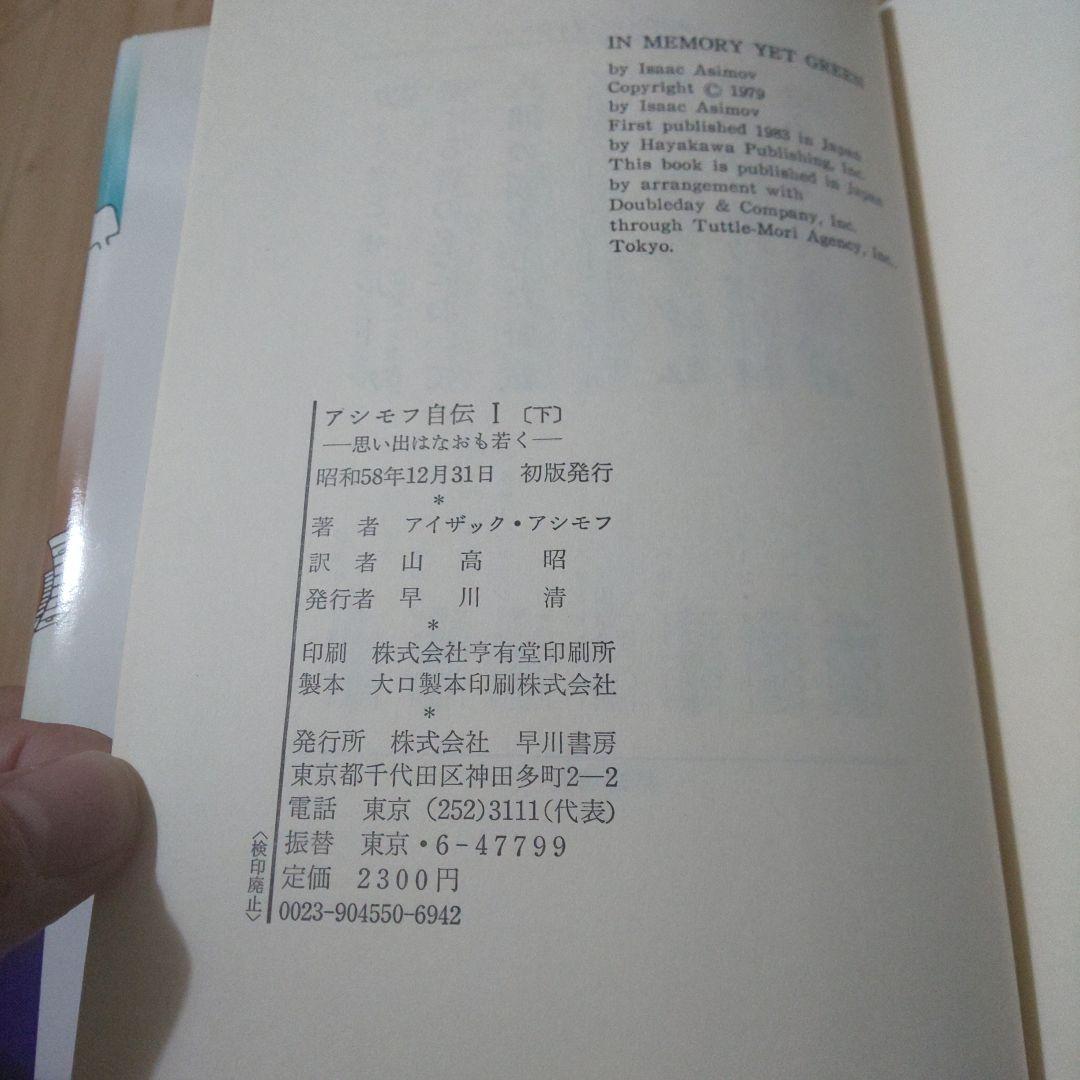 IN MEMORY YET GREEN
by Isaac Asimov
Copyright © 1979
by Isaac Asimov
First published 1983 in Japan
by Hayakawa Publishing, Inc.
This book is published in Japan
by arrangement with
Doubleday & Company, Inc.
through Tuttle-Mori Agency, Inc.
Tokyo.
アシモフ自伝 I〔下〕
―思い出はなおも若く―
昭和58年12月31日 初版発行
*
著 者 アイザック・アシモフ
訳 者 山 高 昭
発行者 早 川 清
*
印刷 株式会社亨有堂印刷所
製本 大口製本印刷株式会社
*
発行所 株式会社 早川書房
東京都千代田区神田多町2―2
電話 東京 (252)3111(代表)
振替 東京・6-47799
定価 2300円
0023-904550-6942
〈検印廃止〉